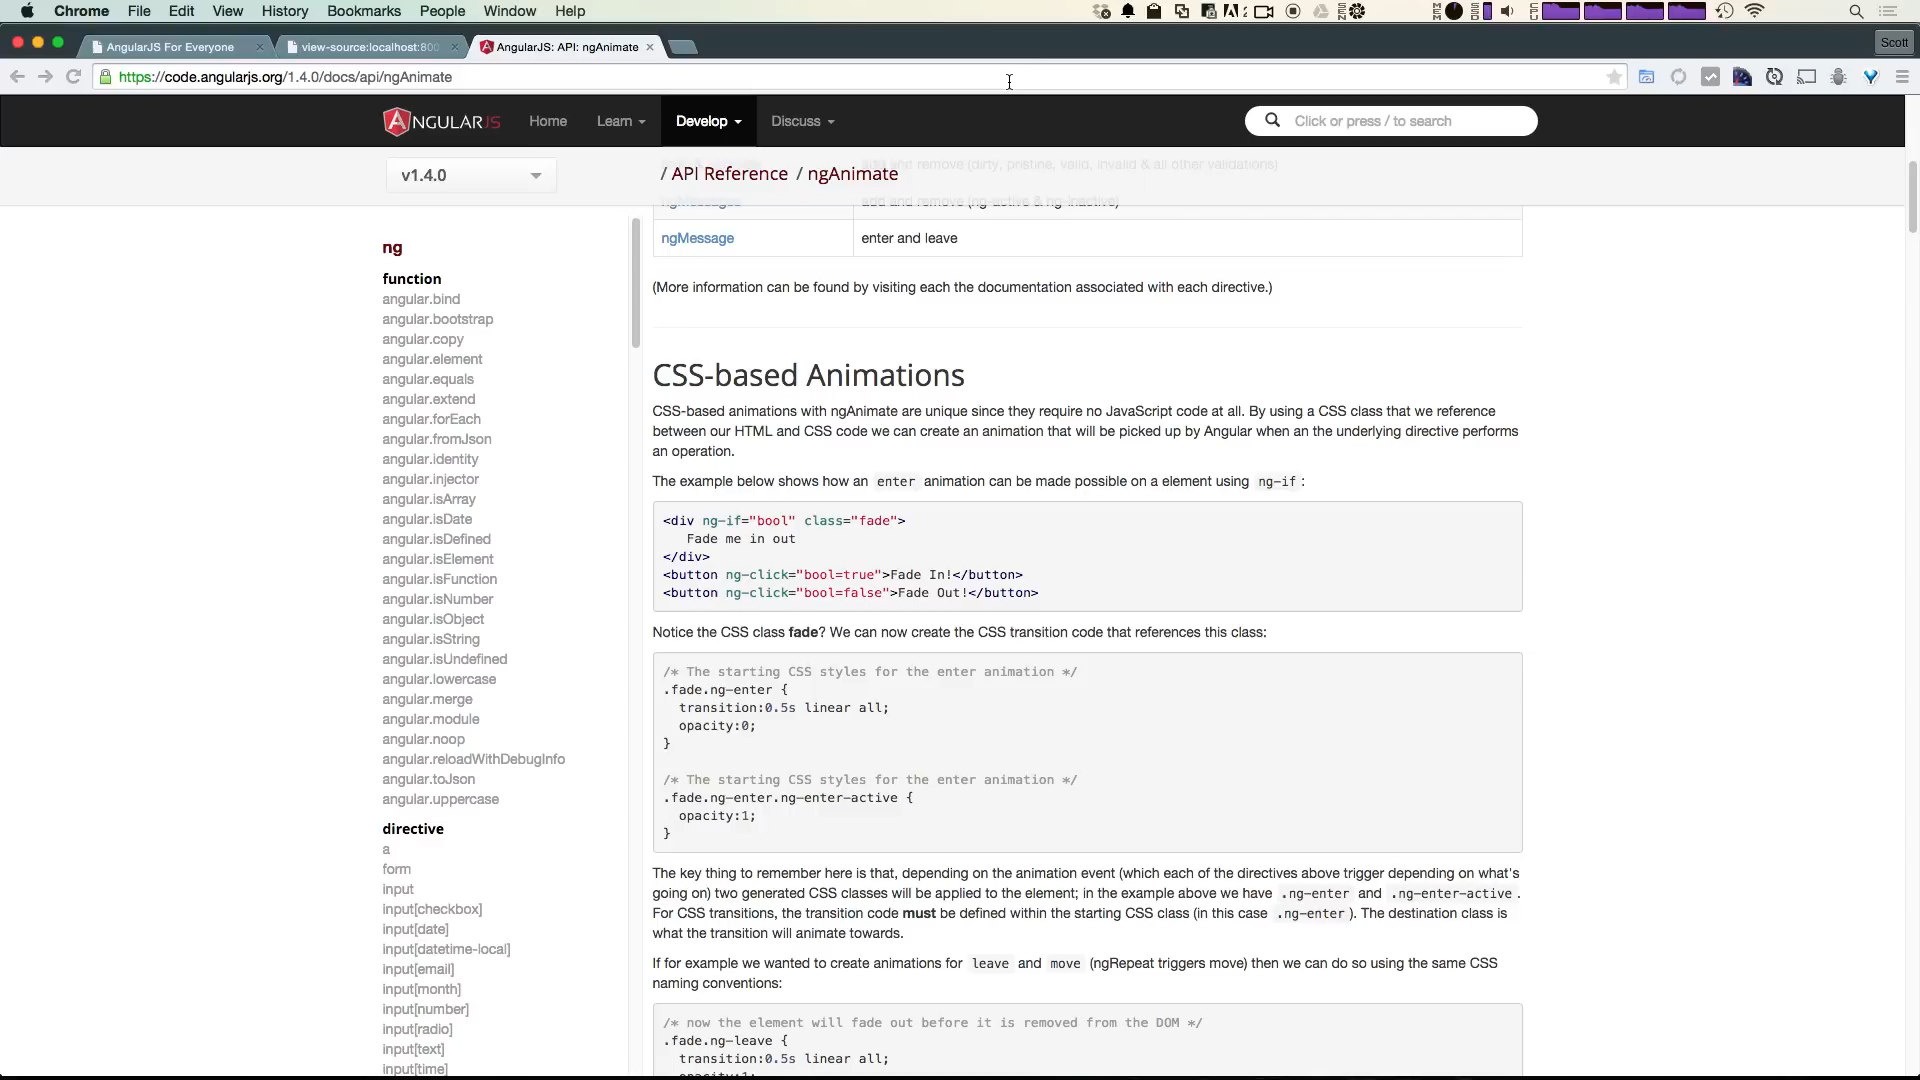 Chrome File Edit View History Bookmarks People Window Help
AngularJS For Everyone view-source:localhost:800 AngularJS: API: ngAnimate Scott
https://code.angularjs.org/1.4.0/docs/api/ngAnimate
ANGULARJS Home Learn Develop Discuss Click or press / to search
v1.4.0 / API Reference / ngAnimate
add and remove (dirty, pristine, valid, invalid & all other validations)
ngMessages add and remove (ng-active & ng-inactive)
ngMessage enter and leave
(More information can be found by visiting each the documentation associated with each directive.)
ng
function
angular.bind
angular.bootstrap
angular.copy
angular.element
angular.equals
angular.extend
angular.forEach
angular.fromJson
angular.identity
angular.injector
angular.isArray
angular.isDate
angular.isDefined
angular.isElement
angular.isFunction
angular.isNumber
angular.isObject
angular.isString
angular.isUndefined
angular.lowercase
angular.merge
angular.module
angular.noop
angular.reloadWithDebugInfo
angular.toJson
angular.uppercase
directive
a
form
input
input[checkbox]
input[date]
input[datetime-local]
input[email]
input[month]
input[number]
input[radio]
input[text]
input[time]
CSS-based Animations
CSS-based animations with ngAnimate are unique since they require no JavaScript code at all. By using a CSS class that we reference
between our HTML and CSS code we can create an animation that will be picked up by Angular when an the underlying directive performs
an operation.
The example below shows how an enter animation can be made possible on a element using ng-if :
<div ng-if="bool" class="fade">
Fade me in out
</div>
<button ng-click="bool=true">Fade In!</button>
<button ng-click="bool=false">Fade Out!</button>
Notice the CSS class fade? We can now create the CSS transition code that references this class:
/* The starting CSS styles for the enter animation */
.fade.ng-enter {
transition:0.5s linear all;
opacity:0;
}
/* The starting CSS styles for the enter animation */
.fade.ng-enter.ng-enter-active {
opacity:1;
}
The key thing to remember here is that, depending on the animation event (which each of the directives above trigger depending on what's
going on) two generated CSS classes will be applied to the element; in the example above we have .ng-enter and .ng-enter-active .
For CSS transitions, the transition code must be defined within the starting CSS class (in this case .ng-enter ). The destination class is
what the transition will animate towards.
If for example we wanted to create animations for leave and move (ngRepeat triggers move) then we can do so using the same CSS
naming conventions:
/* now the element will fade out before it is removed from the DOM */
.fade.ng-leave {
transition:0.5s linear all;
opacity:1;